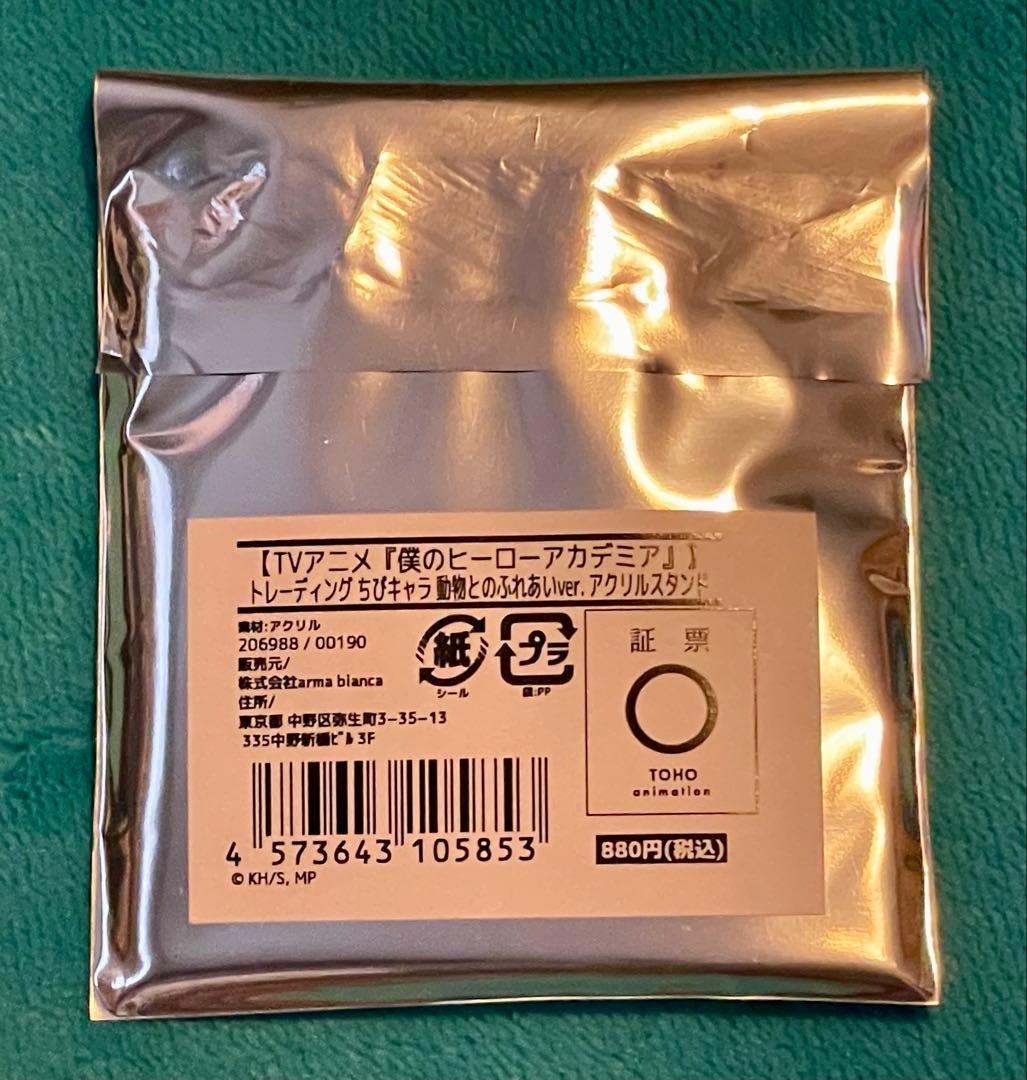 【TVアニメ『僕のヒーローアカデミア』】
トレーディング ちびキャラ 動物とのふれあいver. アクリルスタンド
素材:アクリル
206988 / 00190
販売元/
株式会社arma bianca
住所/
東京都 中野区弥生町3-35-13
335中野新橋ビル 3F
紙
シール
プラ
袋:PP
証 票
TOHO
animation
4 573643 105853
880円(税込)
© KH/S, MP